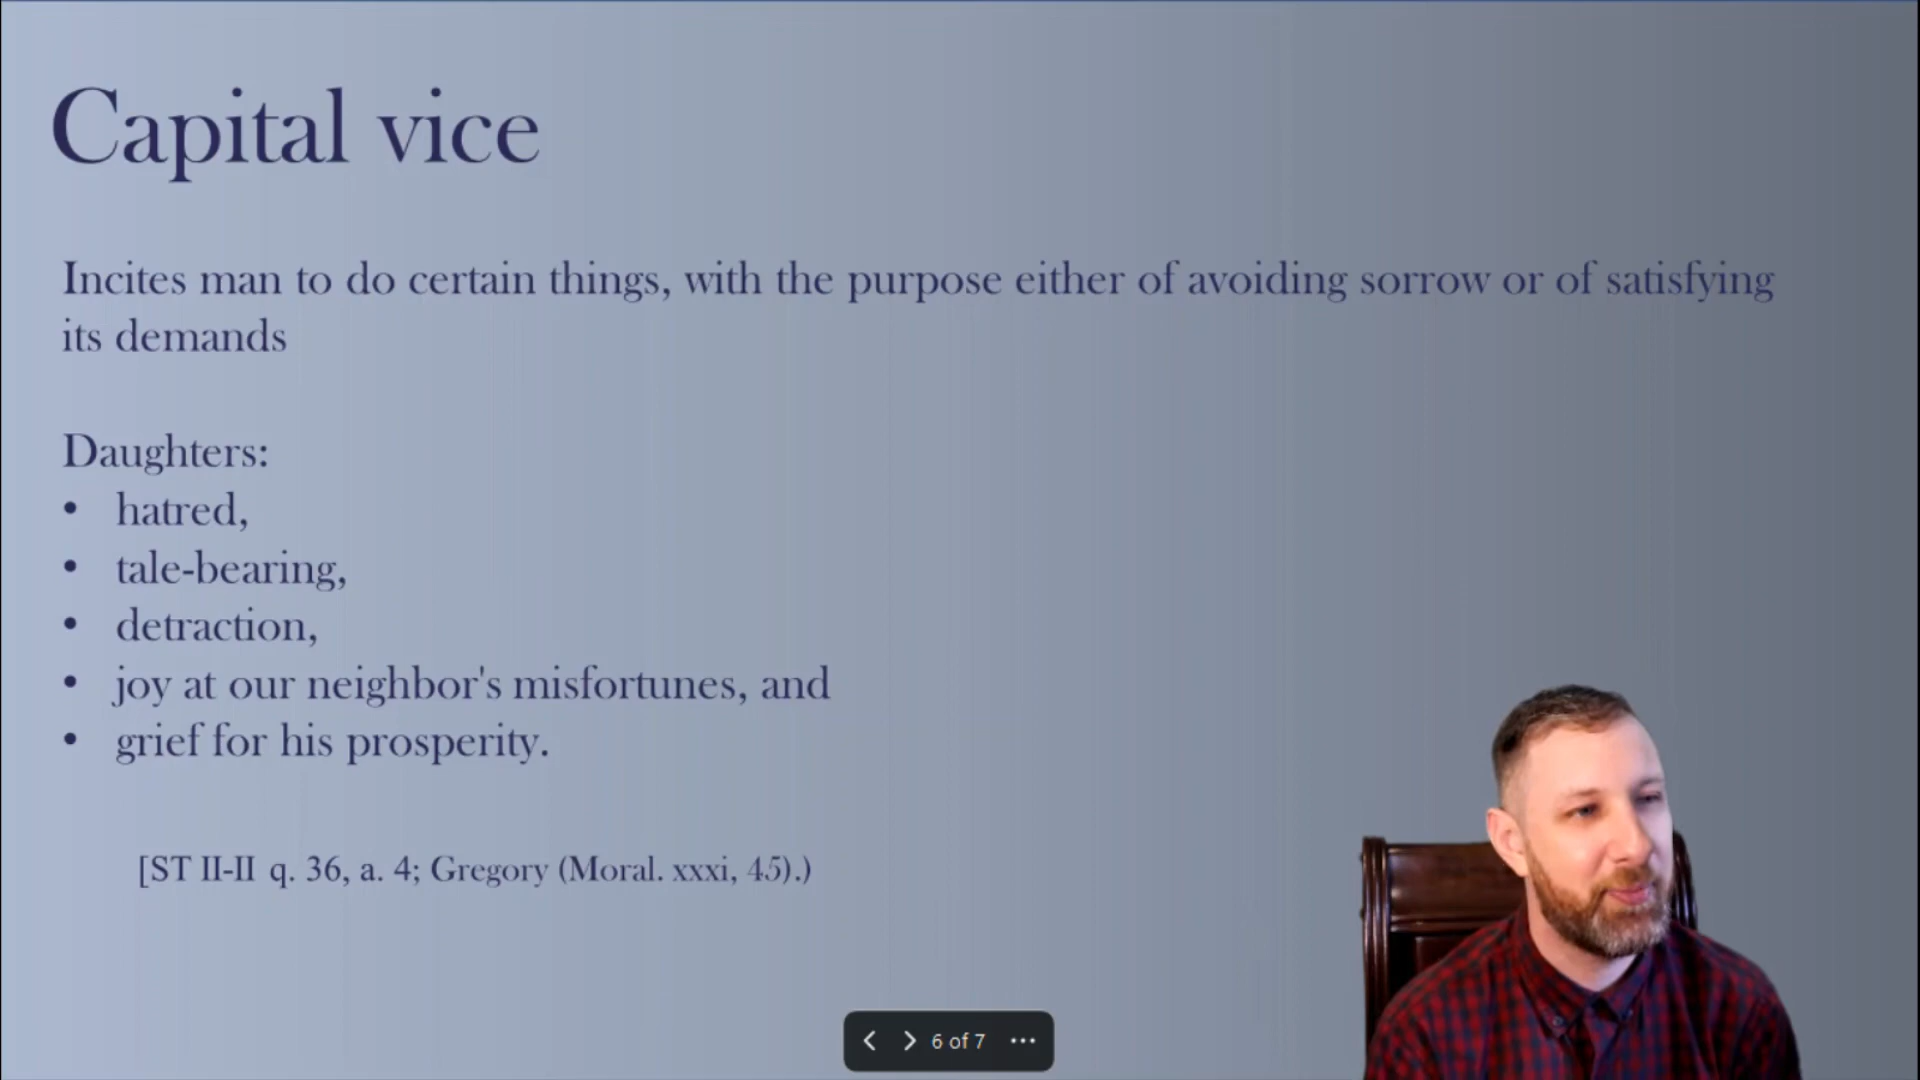 Capital vice
Incites man to do certain things, with the purpose either of avoiding sorrow or of satisfying
its demands
Daughters:
• hatred,
• tale-bearing,
• detraction,
• joy at our neighbor's misfortunes, and
• grief for his prosperity.
[ST II-II q. 36, a. 4; Gregory (Moral. xxxi, 45).)
6 of 7